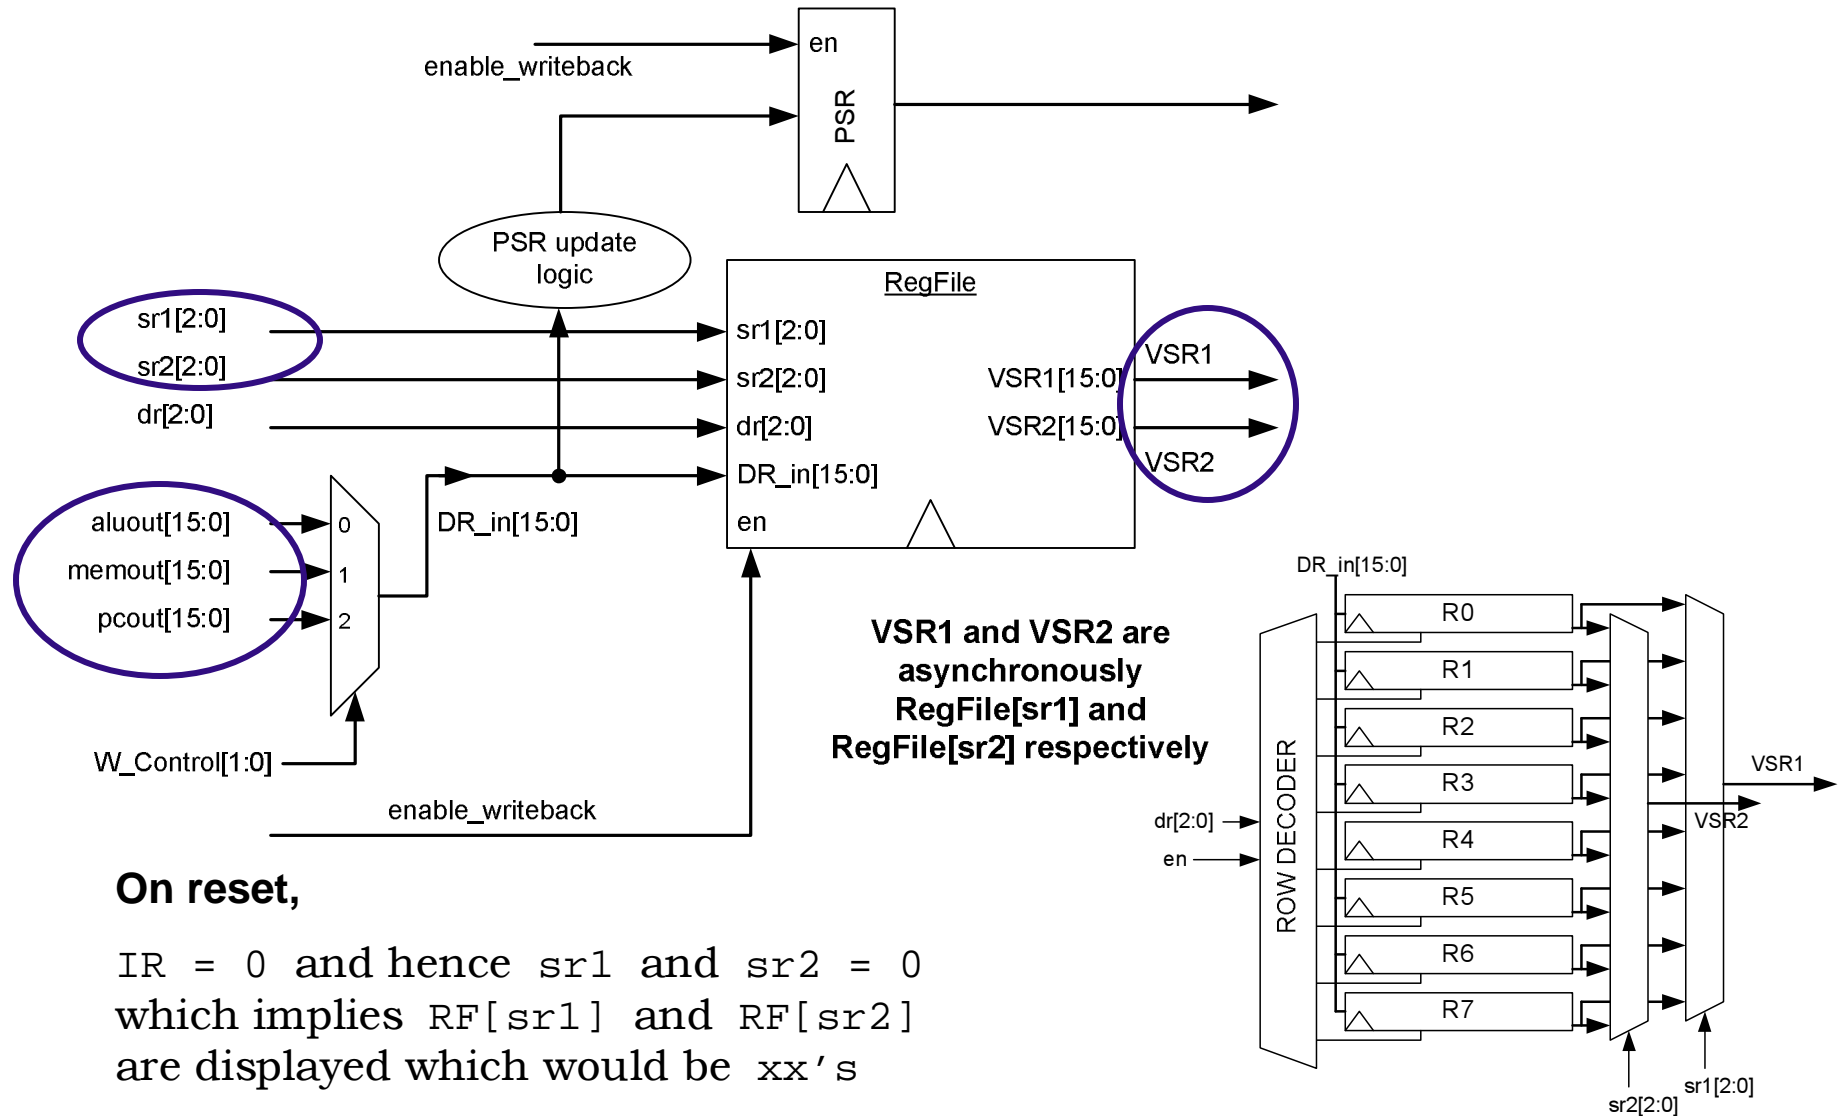 en
enable_writeback
PSR
PSR update
logic
RegFile
sr1[2:0]
sr2[2:0]
dr[2:0]
sr1[2:0]
sr2[2:0]
dr[2:0]
DR_in[15:0]
en
VSR1[15:0]
VSR2[15:0]
VSR1
VSR2
aluout[15:0]
memout[15:0]
pcout[15:0]
0
1
2
DR_in[15:0]
W_Control[1:0]
enable_writeback
VSR1 and VSR2 are
asynchronously
RegFile[sr1] and
RegFile[sr2] respectively
DR_in[15:0]
R0
R1
R2
R3
R4
R5
R6
R7
ROW DECODER
dr[2:0]
en
VSR1
VSR2
sr1[2:0]
sr2[2:0]
On reset,
IR = 0 and hence sr1 and sr2 = 0
which implies RF[sr1] and RF[sr2]
are displayed which would be xx's